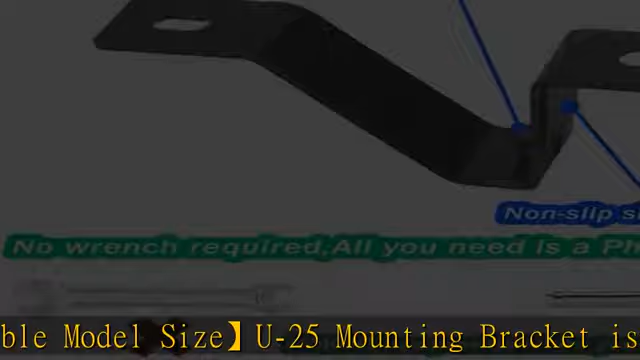 Non-slip s
No wrench required,All you need is a Ph
ble Model Size】U-25 Mounting Bracket is